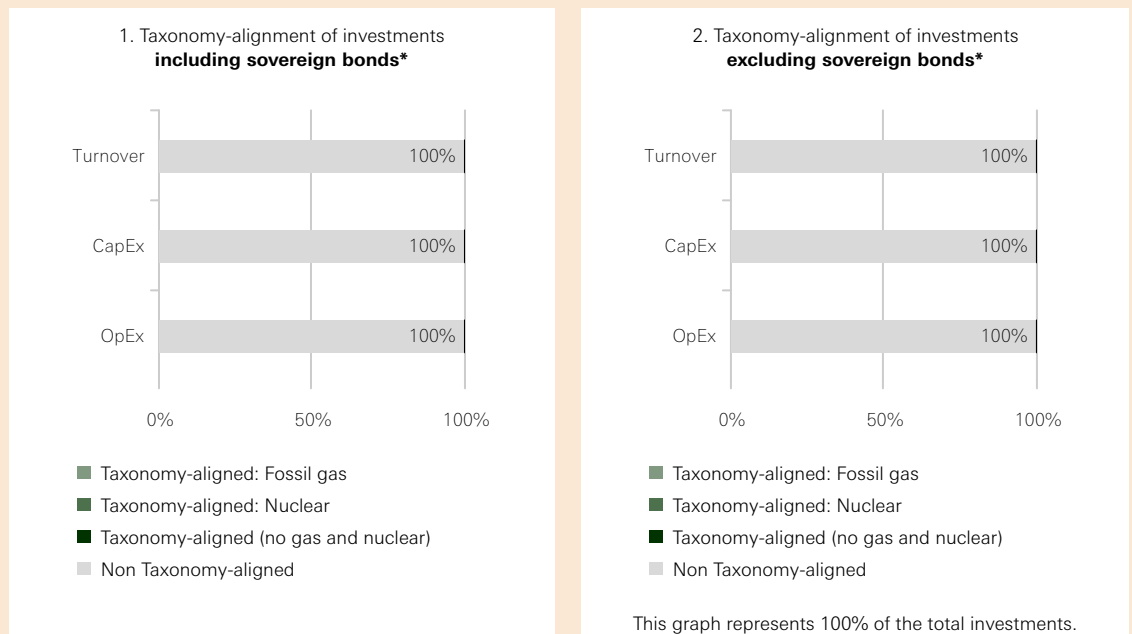 1. Taxonomy-alignment of investments
including sovereign bonds*
Turnover
100%
CapEx
100%
OpEx
100%
0%
50%
100%
Taxonomy-aligned: Fossil gas
Taxonomy-aligned: Nuclear
Taxonomy-aligned (no gas and nuclear)
Non Taxonomy-aligned
2. Taxonomy-alignment of investments
excluding sovereign bonds*
Turnover
100%
CapEx
100%
OpEx
100%
0%
50%
100%
Taxonomy-aligned: Fossil gas
Taxonomy-aligned: Nuclear
Taxonomy-aligned (no gas and nuclear)
Non Taxonomy-aligned
This graph represents 100% of the total investments.